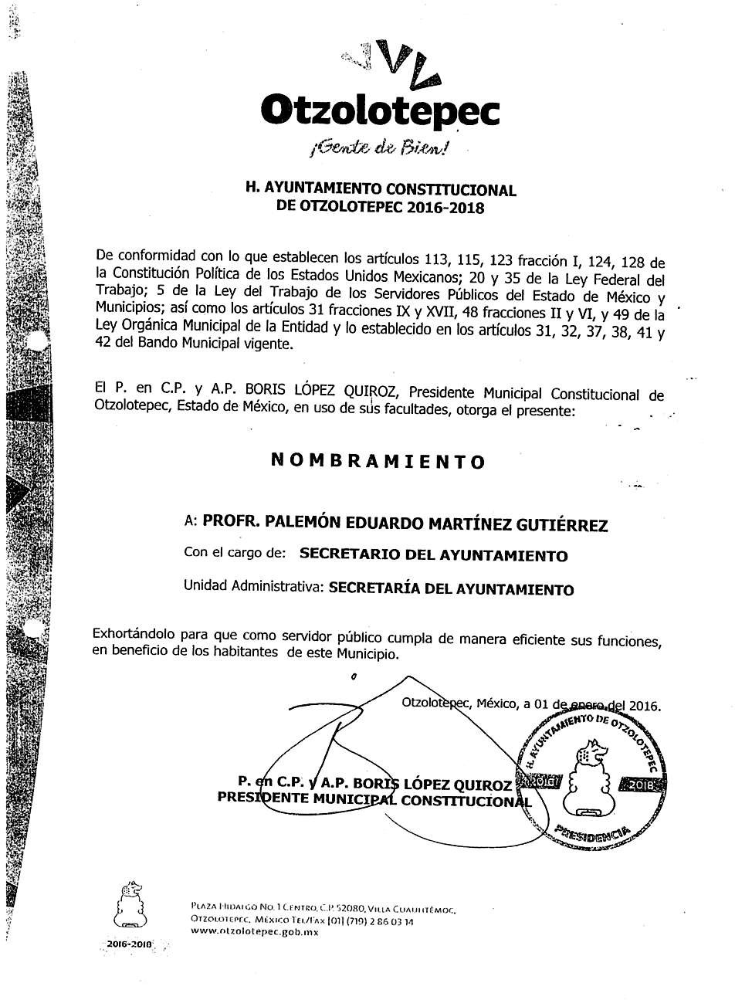 Otzolotepec
¡Gente de Bien!
H. AYUNTAMIENTO CONSTITUCIONAL
DE OTZOLOTEPEC 2016-2018
De conformidad con lo que establecen los artículos 113, 115, 123 fracción I, 124, 128 de
la Constitución Política de los Estados Unidos Mexicanos; 20 y 35 de la Ley Federal del
Trabajo; 5 de la Ley del Trabajo de los Servidores Públicos del Estado de México y
Municipios; así como los artículos 31 fracciones IX y XVII, 48 fracciones II y VI, y 49 de la
Ley Orgánica Municipal de la Entidad y lo establecido en los artículos 31, 32, 37, 38, 41 y
42 del Bando Municipal vigente.
El P. en C.P. y A.P. BORIS LÓPEZ QUIROZ, Presidente Municipal Constitucional de
Otzolotepec, Estado de México, en uso de sus facultades, otorga el presente:
NOMBRAMIENTO
A: PROFR. PALEMÓN EDUARDO MARTÍNEZ GUTIÉRREZ
Con el cargo de: SECRETARIO DEL AYUNTAMIENTO
Unidad Administrativa: SECRETARÍA DEL AYUNTAMIENTO
Exhortándolo para que como servidor público cumpla de manera eficiente sus funciones,
en beneficio de los habitantes de este Municipio.
Otzolotepec, México, a 01 de enero del 2016.
H. AYUNTAMIENTO DE OTZOLOTEPEC
2016 2018
PRESIDENCIA
P. en C.P. y A.P. BORIS LÓPEZ QUIROZ
PRESIDENTE MUNICIPAL CONSTITUCIONAL
PLAZA HIDALGO NO. 1 CENTRO, C.P. 52080, VILLA CUAUHTÉMOC,
OTZOLOTEPEC, MÉXICO TEL/FAX |01| (719) 2 86 03 14
www.otzolotepec.gob.mx
2016-2018